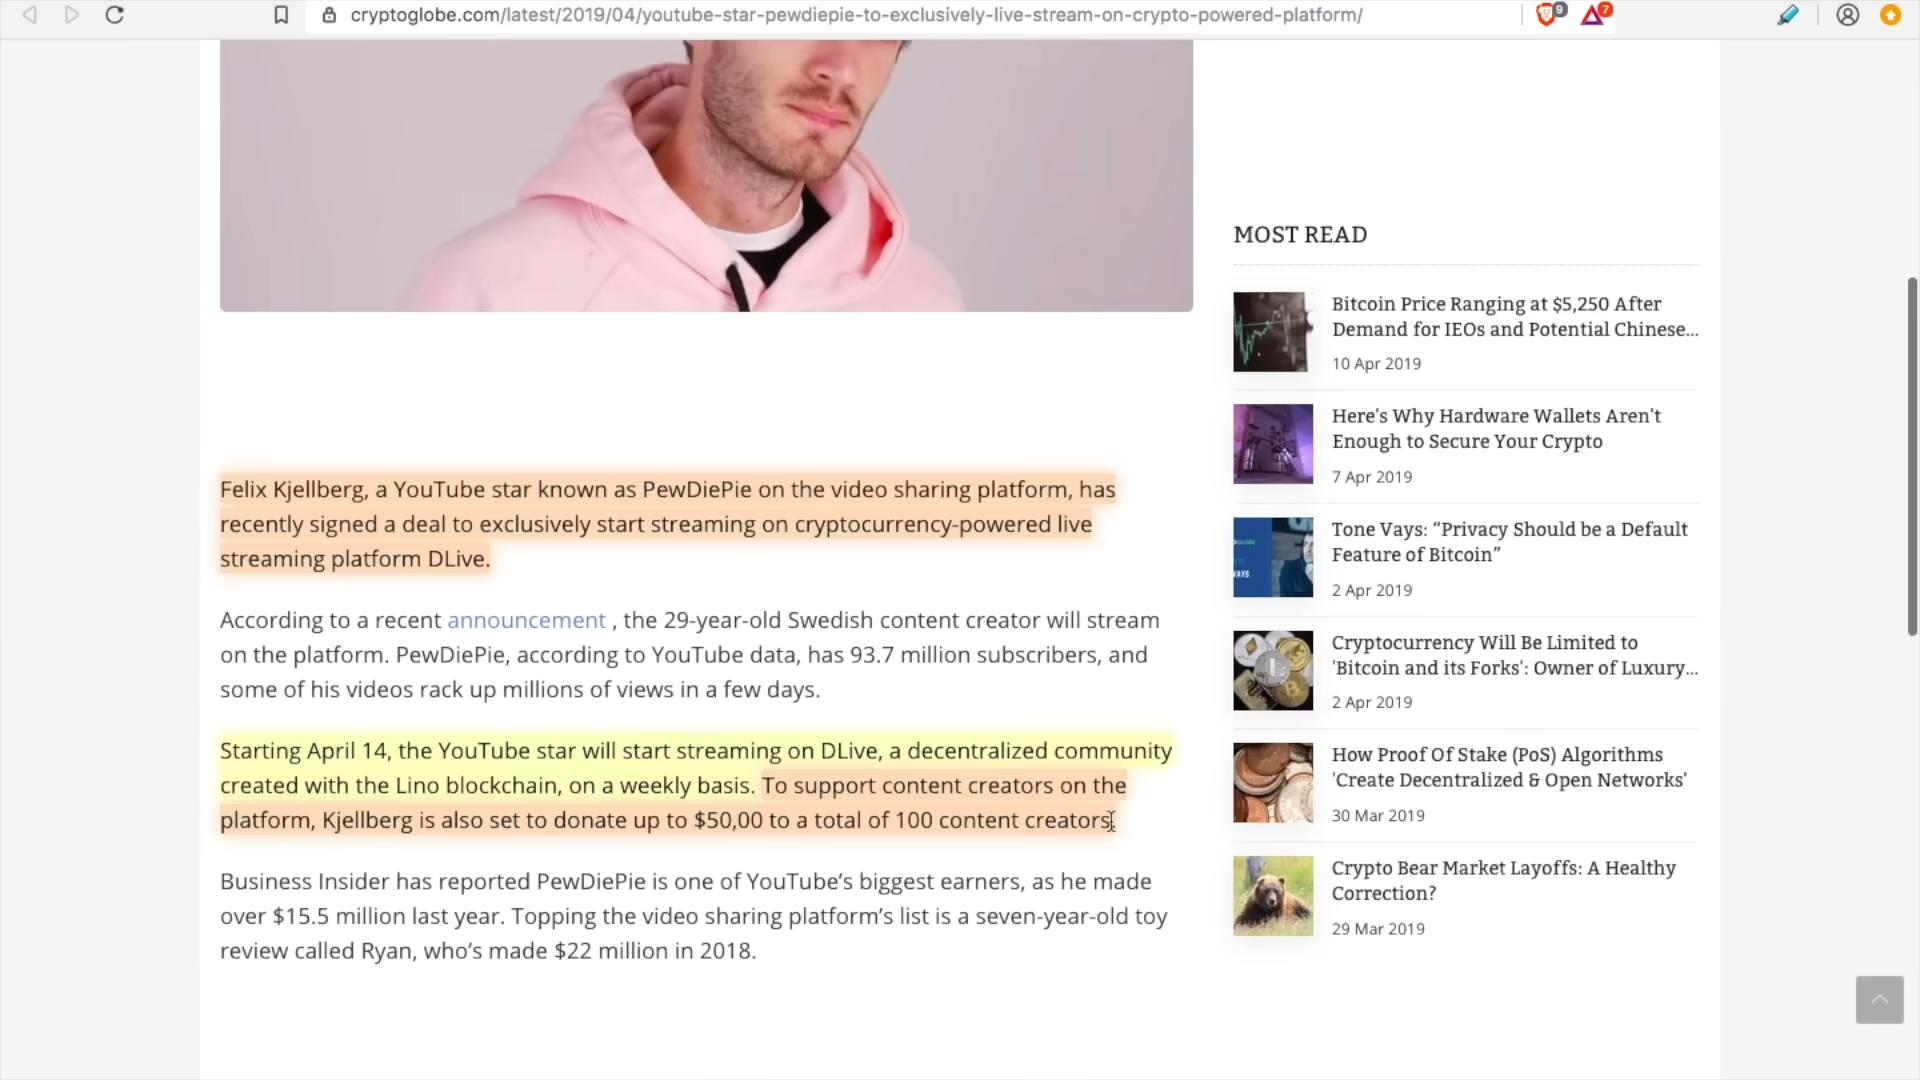 cryptoglobe.com/latest/2019/04/youtube-star-pewdiepie-to-exclusively-live-stream-on-crypto-powered-platform/
9
7
Felix Kjellberg, a YouTube star known as PewDiePie on the video sharing platform, has
recently signed a deal to exclusively start streaming on cryptocurrency-powered live
streaming platform DLive.
According to a recent announcement , the 29-year-old Swedish content creator will stream
on the platform. PewDiePie, according to YouTube data, has 93.7 million subscribers, and
some of his videos rack up millions of views in a few days.
Starting April 14, the YouTube star will start streaming on DLive, a decentralized community
created with the Lino blockchain, on a weekly basis. To support content creators on the
platform, Kjellberg is also set to donate up to $50,00 to a total of 100 content creators.
Business Insider has reported PewDiePie is one of YouTube’s biggest earners, as he made
over $15.5 million last year. Topping the video sharing platform’s list is a seven-year-old toy
review called Ryan, who’s made $22 million in 2018.
MOST READ
Bitcoin Price Ranging at $5,250 After
Demand for IEOs and Potential Chinese...
10 Apr 2019
Here's Why Hardware Wallets Aren't
Enough to Secure Your Crypto
7 Apr 2019
WAYS
Tone Vays: “Privacy Should be a Default
Feature of Bitcoin”
2 Apr 2019
Cryptocurrency Will Be Limited to
'Bitcoin and its Forks': Owner of Luxury...
2 Apr 2019
How Proof Of Stake (PoS) Algorithms
'Create Decentralized & Open Networks'
30 Mar 2019
Crypto Bear Market Layoffs: A Healthy
Correction?
29 Mar 2019